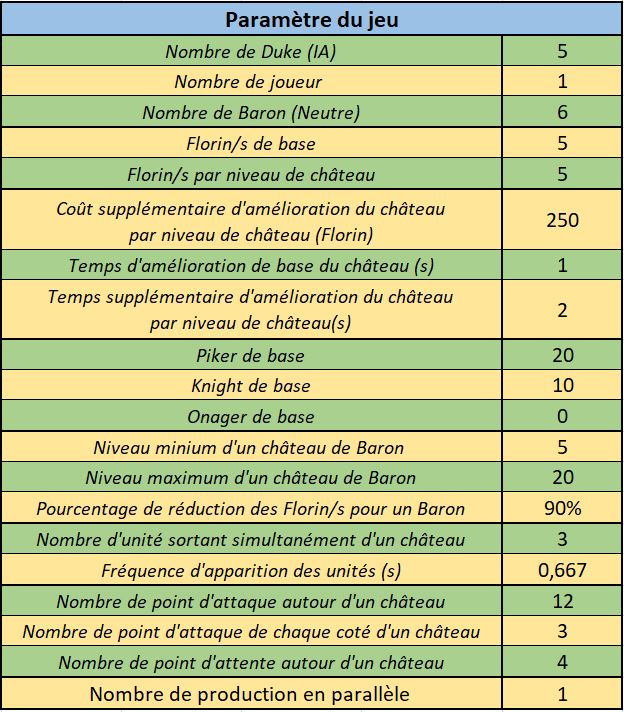 Paramètre du jeu
Nombre de Duke (IA) 5
Nombre de joueur 1
Nombre de Baron (Neutre) 6
Florin/s de base 5
Florin/s par niveau de château 5
Coût supplémentaire d'amélioration du château
par niveau de château (Florin) 250
Temps d'amélioration de base du château (s) 1
Temps supplémentaire d'amélioration du château
par niveau de château(s) 2
Piker de base 20
Knight de base 10
Onager de base 0
Niveau minium d'un château de Baron 5
Niveau maximum d'un château de Baron 20
Pourcentage de réduction des Florin/s pour un Baron 90%
Nombre d'unité sortant simultanément d'un château 3
Fréquence d'apparition des unités (s) 0,667
Nombre de point d'attaque autour d'un château 12
Nombre de point d'attaque de chaque coté d'un château 3
Nombre de point d'attente autour d'un château 4
Nombre de production en parallèle 1